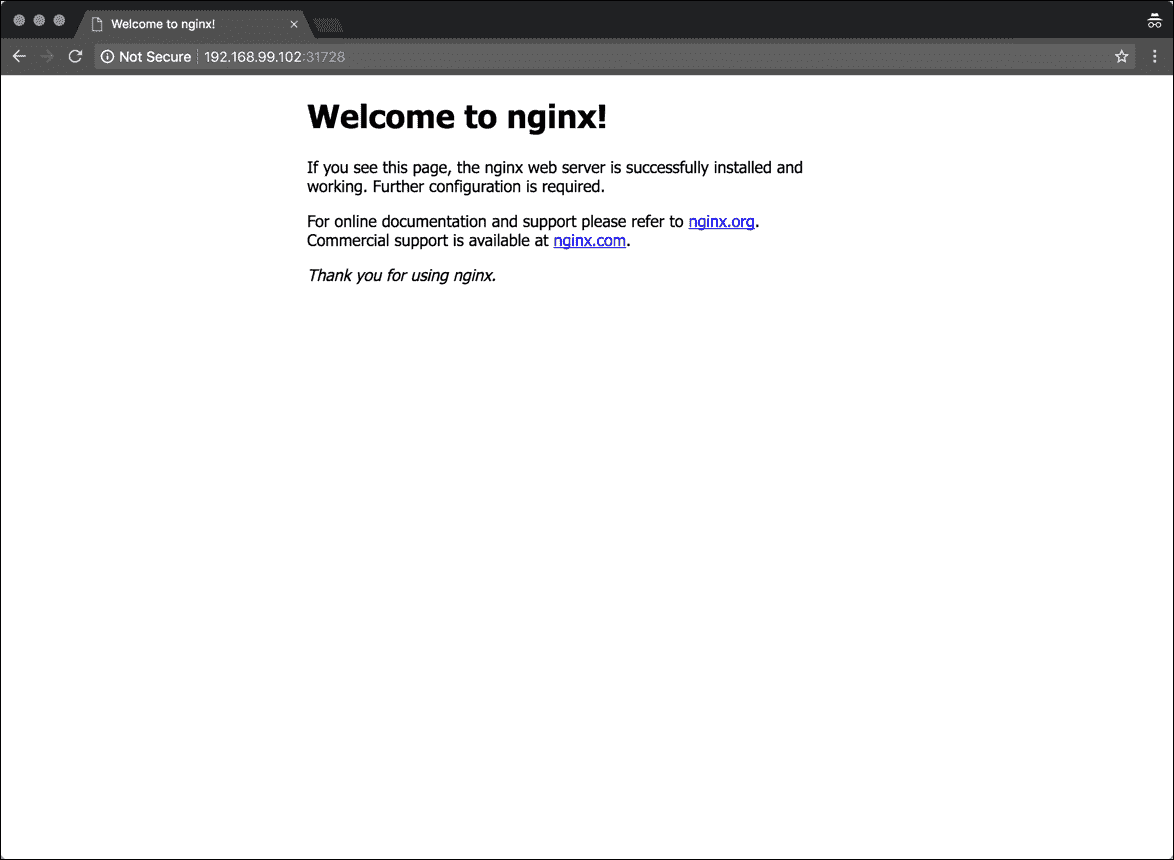 Welcome to nginx!
Not Secure 192.168.99.102:31728
Welcome to nginx!
If you see this page, the nginx web server is successfully installed and
working. Further configuration is required.
For online documentation and support please refer to nginx.org.
Commercial support is available at nginx.com.
Thank you for using nginx.